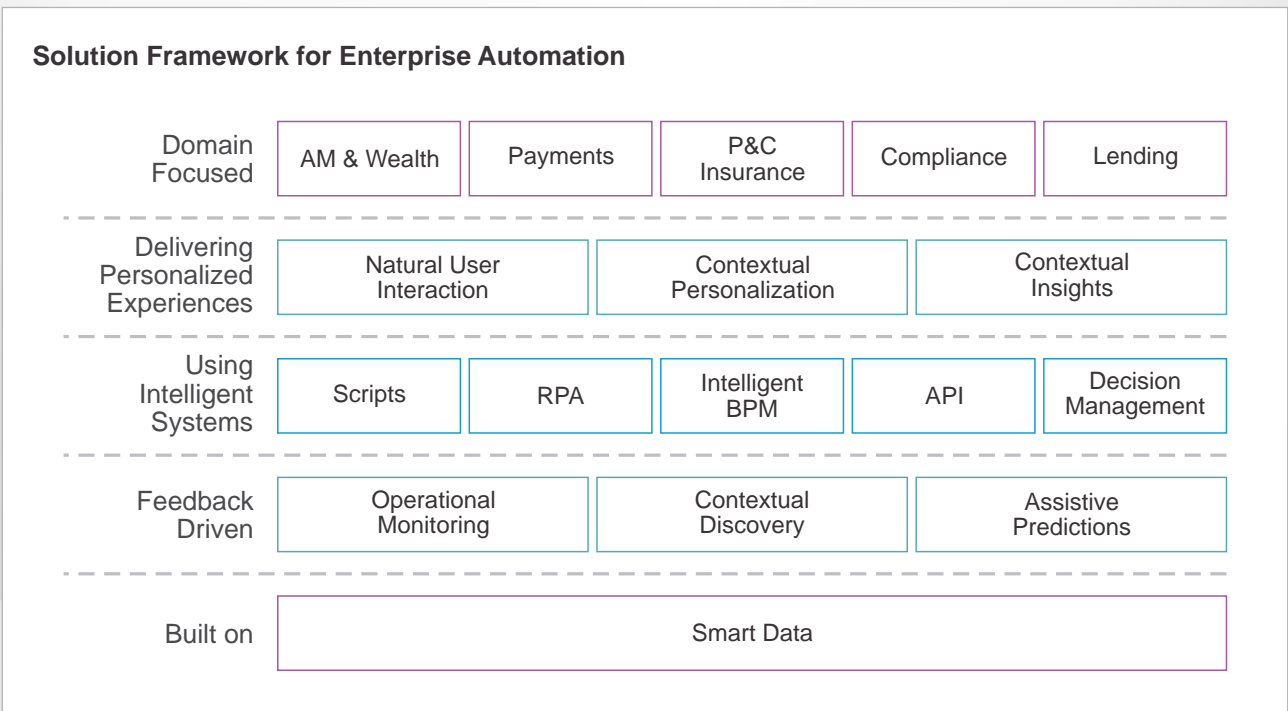 Solution Framework for Enterprise Automation
Domain
Focused
AM & Wealth
Payments
P&C
Insurance
Compliance
Lending
Delivering
Personalized
Experiences
Natural User
Interaction
Contextual
Personalization
Contextual
Insights
Using
Intelligent
Systems
Scripts
RPA
Intelligent
BPM
API
Decision
Management
Feedback
Driven
Operational
Monitoring
Contextual
Discovery
Assistive
Predictions
Built on
Smart Data